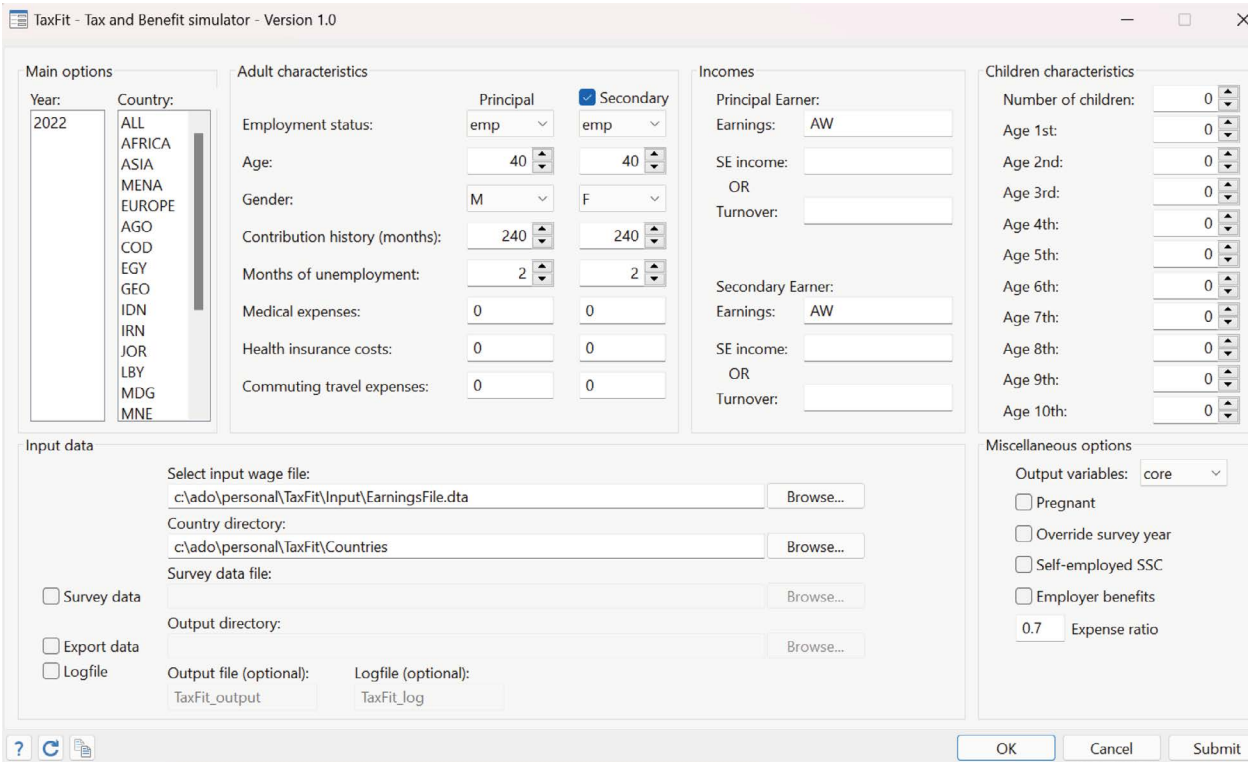 TaxFit - Tax and Benefit simulator - Version 1.0
Main options
Year:
2022
Country:
ALL
AFRICA
ASIA
MENA
EUROPE
AGO
COD
EGY
GEO
IDN
IRN
JOR
LBY
MDG
MNE
Adult characteristics
Principal Secondary
Employment status: emp emp
Age: 40 40
Gender: M F
Contribution history (months): 240 240
Months of unemployment: 2 2
Medical expenses: 0 0
Health insurance costs: 0 0
Commuting travel expenses: 0 0
Incomes
Principal Earner:
Earnings: AW
SE income:
OR
Turnover:
Secondary Earner:
Earnings: AW
SE income:
OR
Turnover:
Children characteristics
Number of children: 0
Age 1st: 0
Age 2nd: 0
Age 3rd: 0
Age 4th: 0
Age 5th: 0
Age 6th: 0
Age 7th: 0
Age 8th: 0
Age 9th: 0
Age 10th: 0
Input data
Select input wage file:
c:\ado\personal\TaxFit\Input\EarningsFile.dta Browse...
Country directory:
c:\ado\personal\TaxFit\Countries Browse...
Survey data file:
Survey data Browse...
Output directory:
Export data Browse...
Logfile Output file (optional): Logfile (optional):
TaxFit_output TaxFit_log
Miscellaneous options
Output variables: core
Pregnant
Override survey year
Self-employed SSC
Employer benefits
0.7 Expense ratio
? OK Cancel Submit